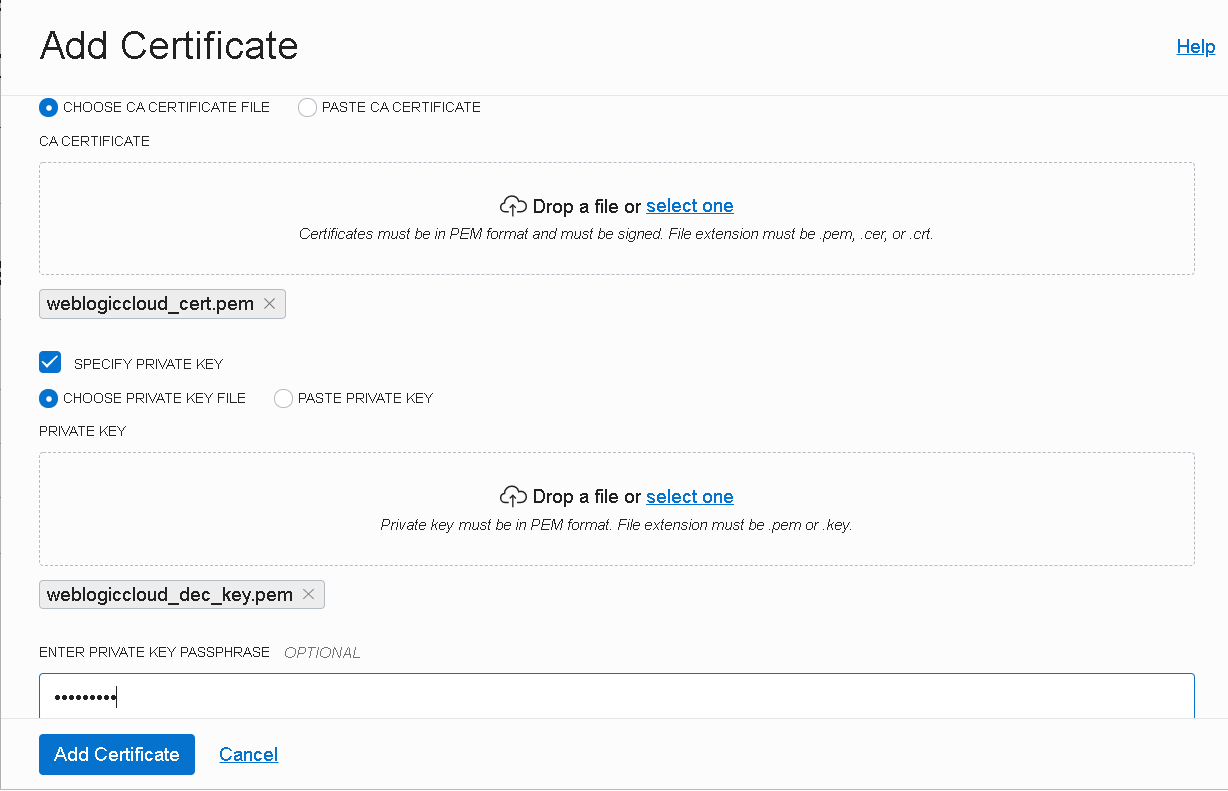 Add Certificate
Help
CHOOSE CA CERTIFICATE FILE PASTE CA CERTIFICATE
CA CERTIFICATE
Drop a file or select one
Certificates must be in PEM format and must be signed. File extension must be .pem, .cer, or .crt.
weblogiccloud_cert.pem
SPECIFY PRIVATE KEY
CHOOSE PRIVATE KEY FILE PASTE PRIVATE KEY
PRIVATE KEY
Drop a file or select one
Private key must be in PEM format. File extension must be .pem or .key.
weblogiccloud_dec_key.pem
ENTER PRIVATE KEY PASSPHRASE OPTIONAL
•••••••••
Add Certificate Cancel